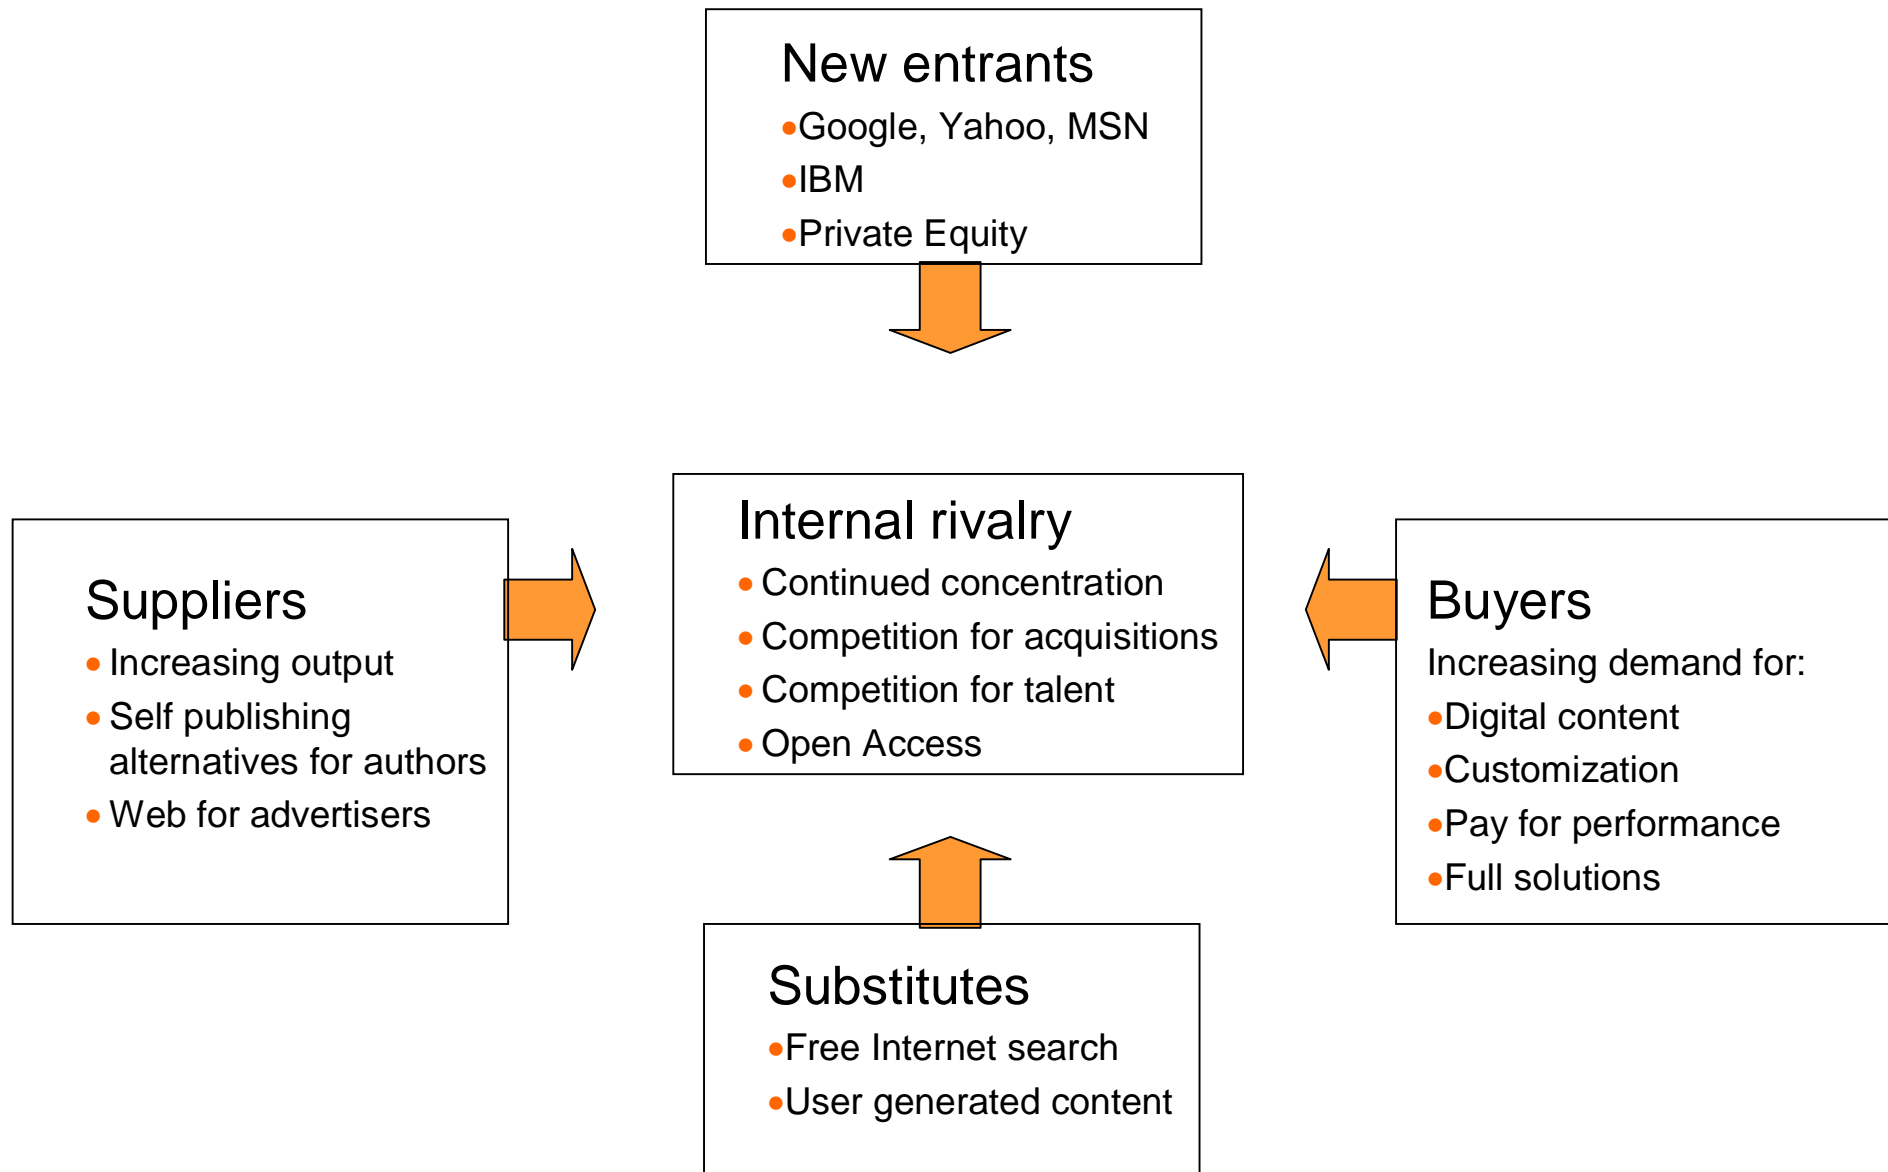 New entrants
•Google, Yahoo, MSN
•IBM
•Private Equity
Internal rivalry
• Continued concentration
• Competition for acquisitions
• Competition for talent
• Open Access
Suppliers
• Increasing output
• Self publishing
alternatives for authors
• Web for advertisers
Buyers
Increasing demand for:
•Digital content
•Customization
•Pay for performance
•Full solutions
Substitutes
•Free Internet search
•User generated content